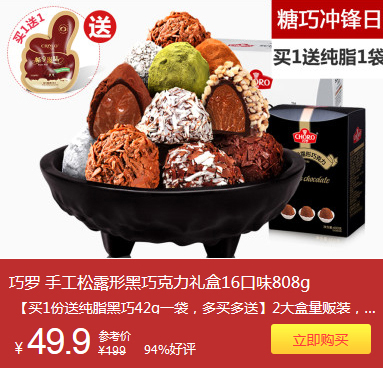 买1送1
送
糖巧冲锋日
买1送纯脂1袋
CHORO
CHORO
chocolate
巧罗 手工松露形黑巧克力礼盒16口味808g
【买1份送纯脂黑巧42g一袋，多买多送】2大盒量贩装，...
¥ 49.9 参考价 ¥199 94%好评
立即购买